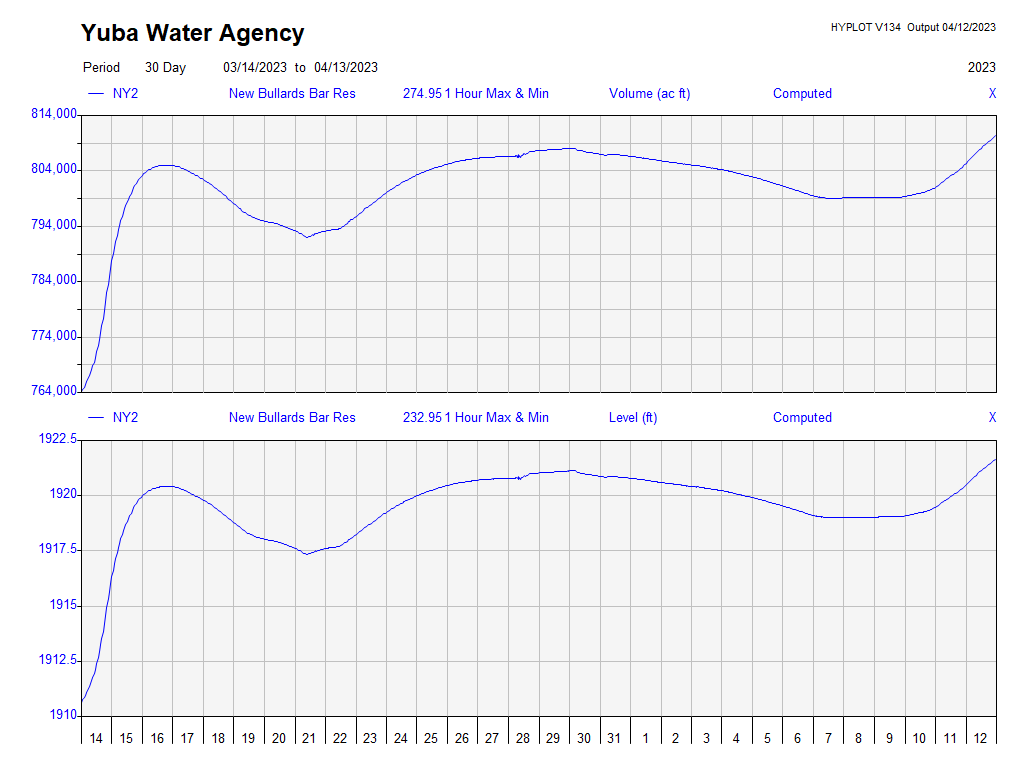 Yuba Water Agency
HYPLOT V134 Output 04/12/2023
Period 30 Day 03/14/2023 to 04/13/2023 2023
NY2 New Bullards Bar Res 274.95 1 Hour Max & Min Volume (ac ft) Computed X
814,000
804,000
794,000
784,000
774,000
764,000
NY2 New Bullards Bar Res 232.95 1 Hour Max & Min Level (ft) Computed X
1922.5
1920
1917.5
1915
1912.5
1910
14 15 16 17 18 19 20 21 22 23 24 25 26 27 28 29 30 31 1 2 3 4 5 6 7 8 9 10 11 12